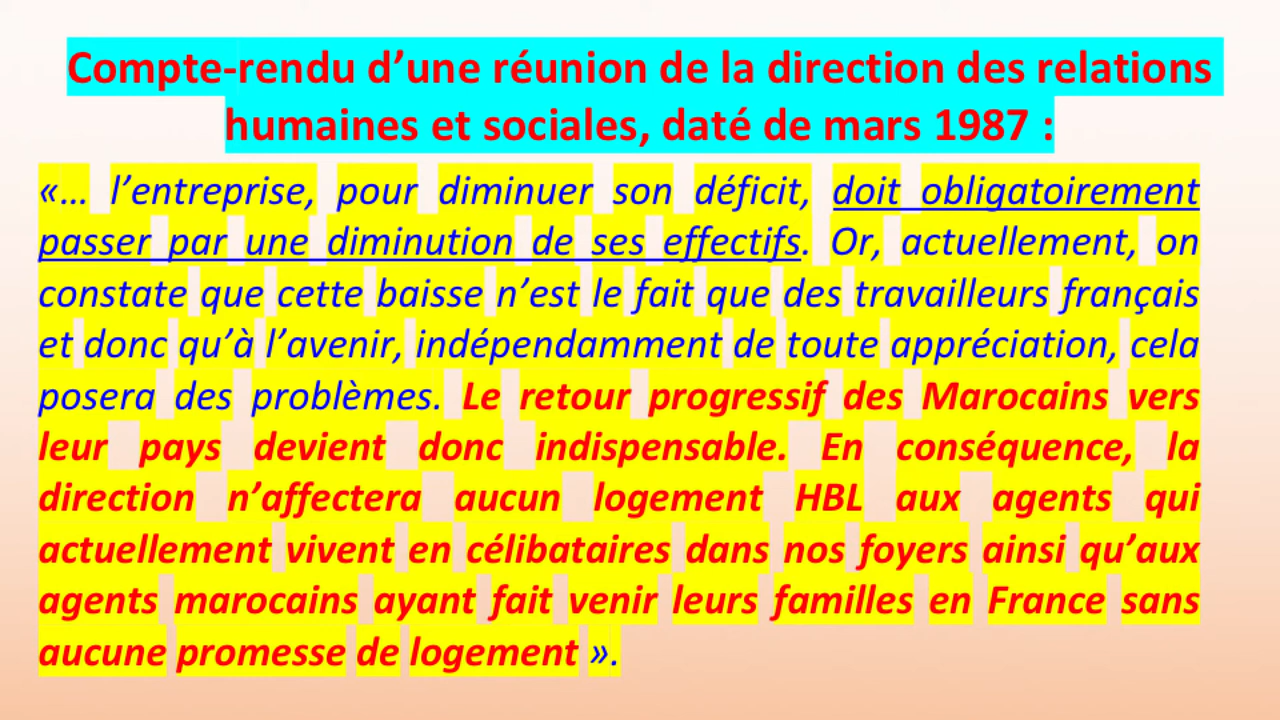 Compte-rendu d’une réunion de la direction des relations
humaines et sociales, daté de mars 1987 :
«… l’entreprise, pour diminuer son déficit, doit obligatoirement
passer par une diminution de ses effectifs. Or, actuellement, on
constate que cette baisse n’est le fait que des travailleurs français
et donc qu’à l’avenir, indépendamment de toute appréciation, cela
posera des problèmes. Le retour progressif des Marocains vers
leur pays devient donc indispensable. En conséquence, la
direction n’affectera aucun logement HBL aux agents qui
actuellement vivent en célibataires dans nos foyers ainsi qu’aux
agents marocains ayant fait venir leurs familles en France sans
aucune promesse de logement ».